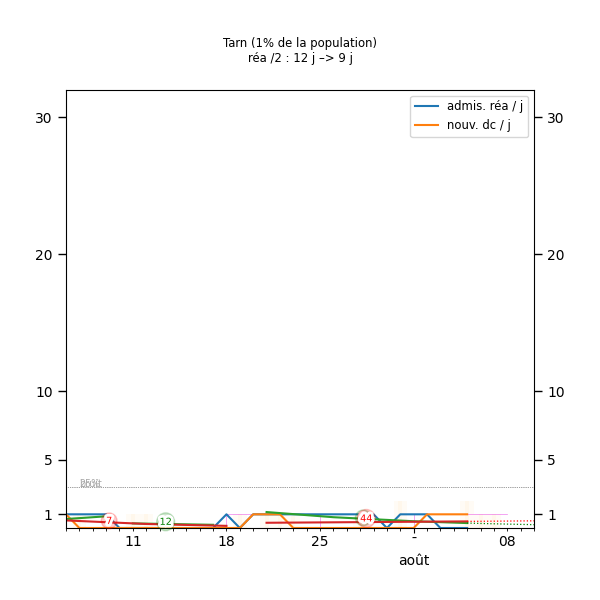 Tarn (1% de la population)
réa /2 : 12 j –> 9 j
admis. réa / j
nouv. dc / j
30 30
20 20
10 10
5 5
1 1
7 12 44
11 18 25 - 08
août